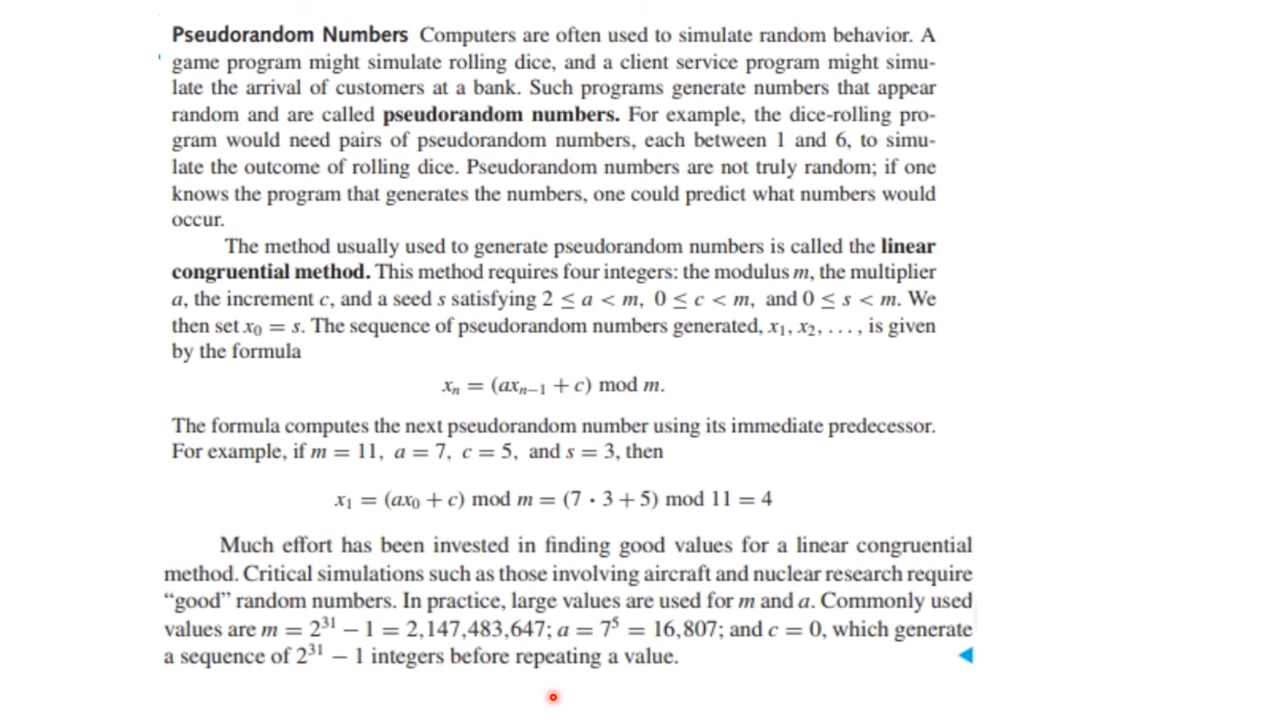 Pseudorandom Numbers Computers are often used to simulate random behavior. A
game program might simulate rolling dice, and a client service program might simu-
late the arrival of customers at a bank. Such programs generate numbers that appear
random and are called pseudorandom numbers. For example, the dice-rolling pro-
gram would need pairs of pseudorandom numbers, each between 1 and 6, to simu-
late the outcome of rolling dice. Pseudorandom numbers are not truly random; if one
knows the program that generates the numbers, one could predict what numbers would
occur.
The method usually used to generate pseudorandom numbers is called the linear
congruential method. This method requires four integers: the modulus m, the multiplier
a, the increment c, and a seed s satisfying 2 ≤ a < m, 0 ≤ c < m, and 0 ≤ s < m. We
then set x₀ = s. The sequence of pseudorandom numbers generated, x₁, x₂, . . . , is given
by the formula
xₙ = (axₙ₋₁ + c) mod m.
The formula computes the next pseudorandom number using its immediate predecessor.
For example, if m = 11, a = 7, c = 5, and s = 3, then
x₁ = (ax₀ + c) mod m = (7 · 3 + 5) mod 11 = 4
Much effort has been invested in finding good values for a linear congruential
method. Critical simulations such as those involving aircraft and nuclear research require
“good” random numbers. In practice, large values are used for m and a. Commonly used
values are m = 2³¹ − 1 = 2,147,483,647; a = 7⁵ = 16,807; and c = 0, which generate
a sequence of 2³¹ − 1 integers before repeating a value.